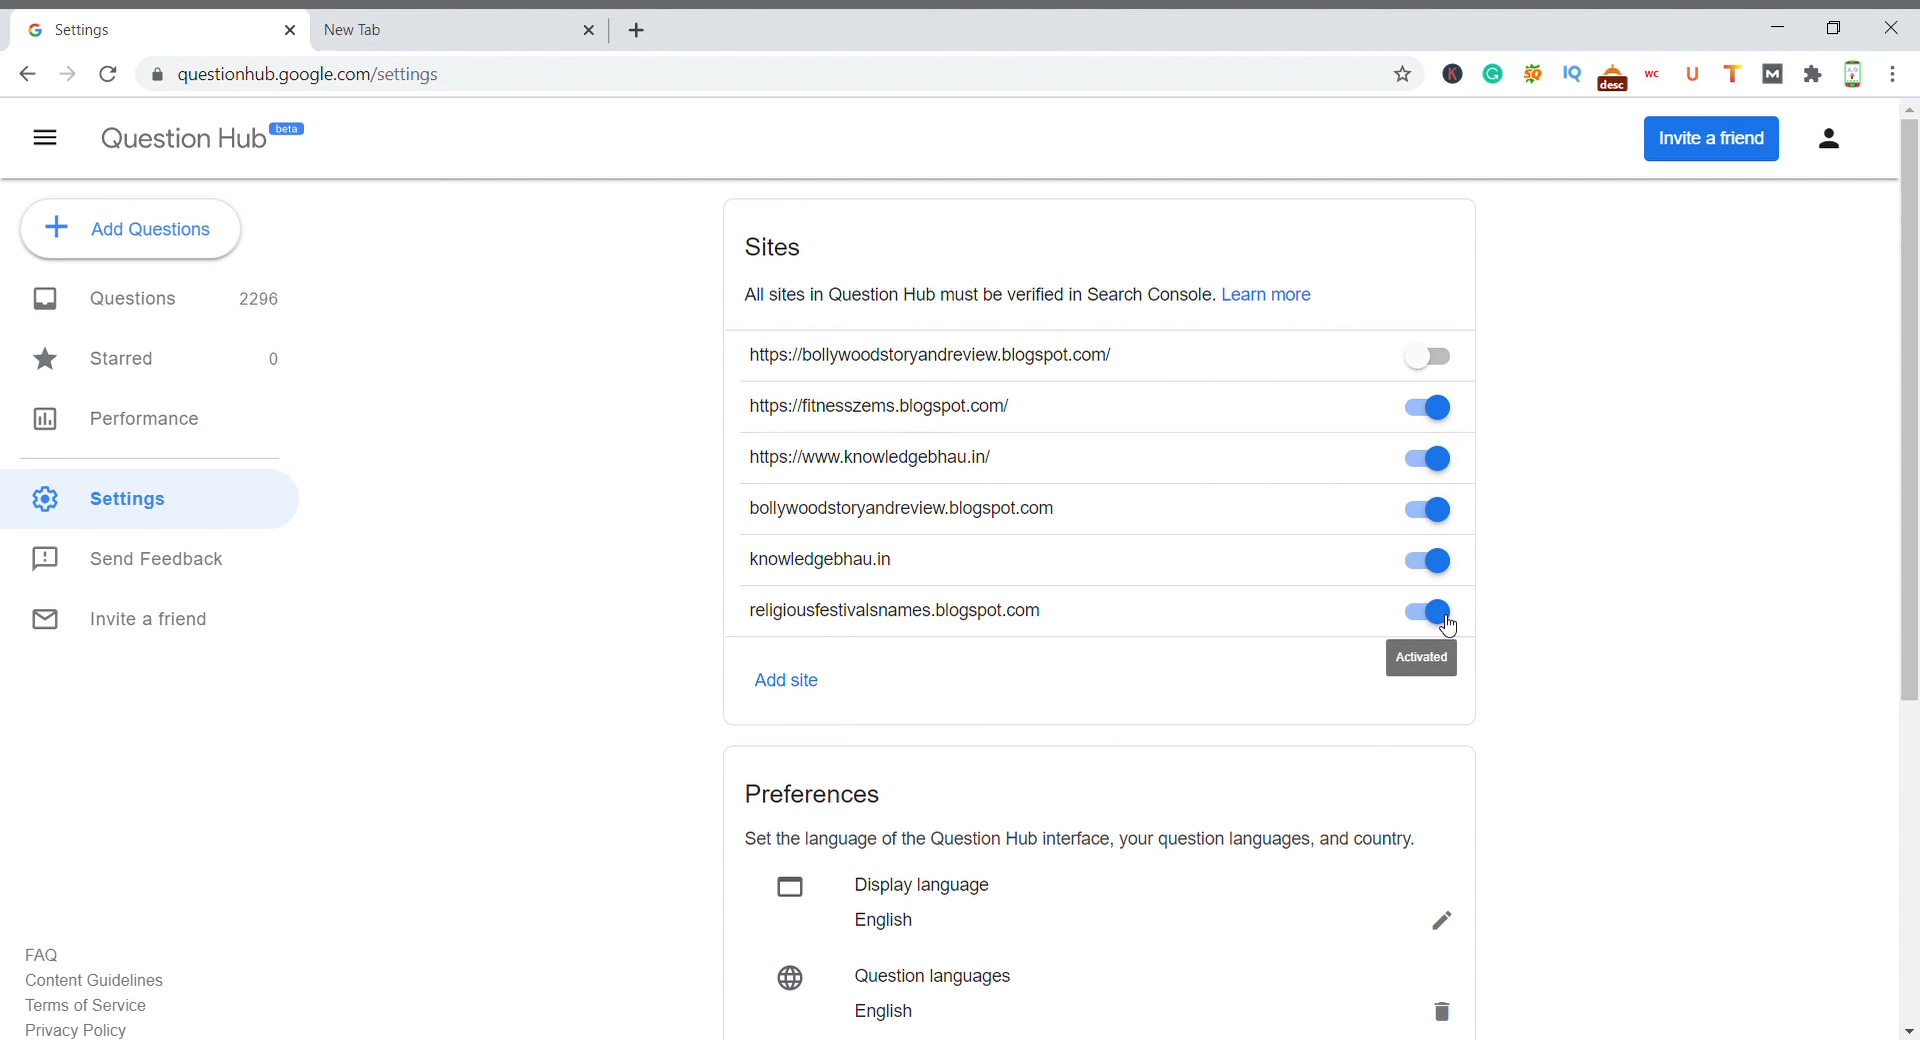 Settings
New Tab
questionhub.google.com/settings
K
G
SQ
IQ
desc
wc
U
T
M
Question Hub beta
Invite a friend
Add Questions
Questions 2296
Starred 0
Performance
Settings
Send Feedback
Invite a friend
FAQ
Content Guidelines
Terms of Service
Privacy Policy
Sites
All sites in Question Hub must be verified in Search Console. Learn more
https://bollywoodstoryandreview.blogspot.com/
https://fitnesszems.blogspot.com/
https://www.knowledgebhau.in/
bollywoodstoryandreview.blogspot.com
knowledgebhau.in
religiousfestivalsnames.blogspot.com
Activated
Add site
Preferences
Set the language of the Question Hub interface, your question languages, and country.
Display language
English
Question languages
English